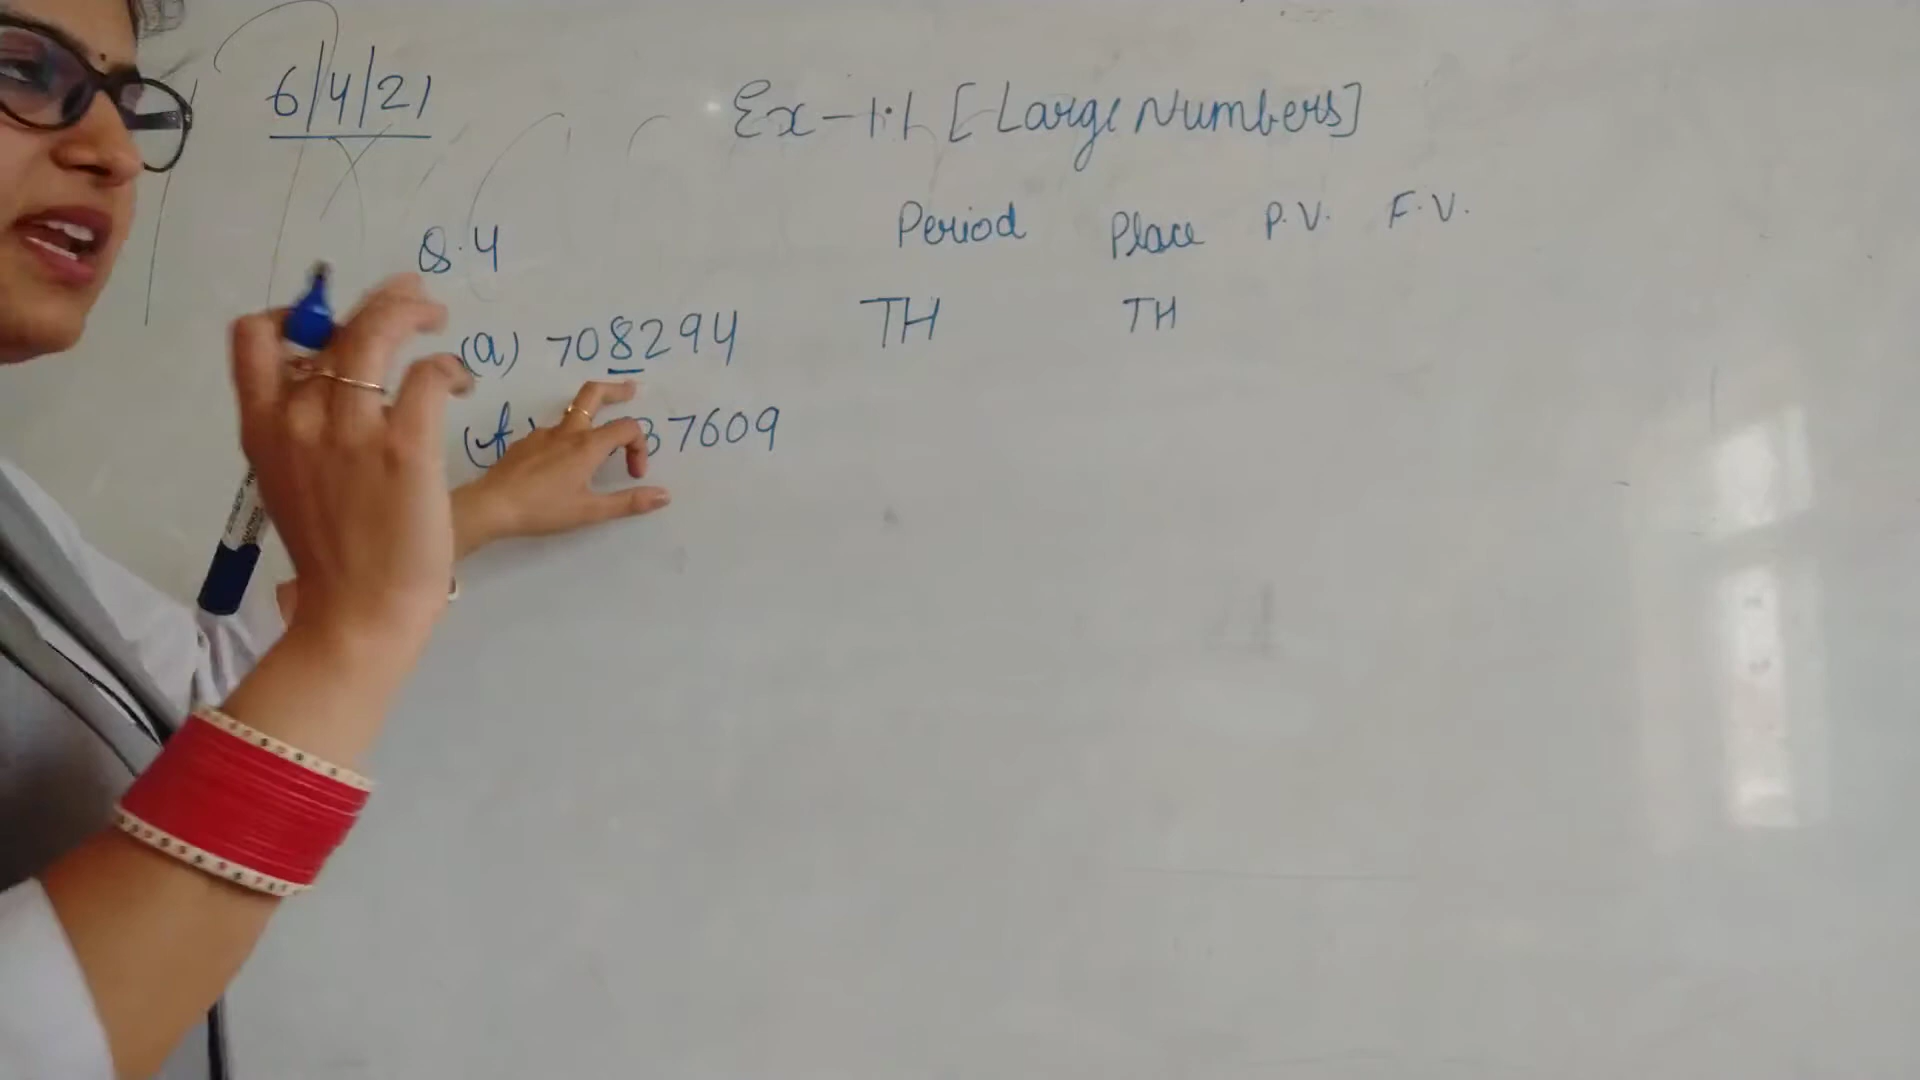 6/4/21
Ex-1.1 [Large Numbers]
Period Place P.V. F.V.
Q.4
(a) 708294 TH TH
(f) 37609